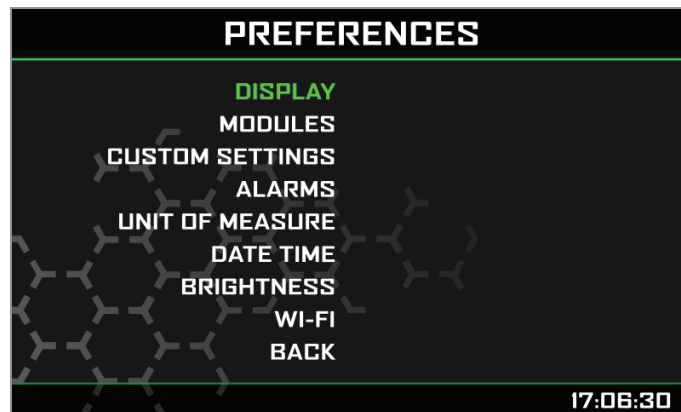 PREFERENCES
DISPLAY
MODULES
CUSTOM SETTINGS
ALARMS
UNIT OF MEASURE
DATE TIME
BRIGHTNESS
WI-FI
BACK
17:06:30